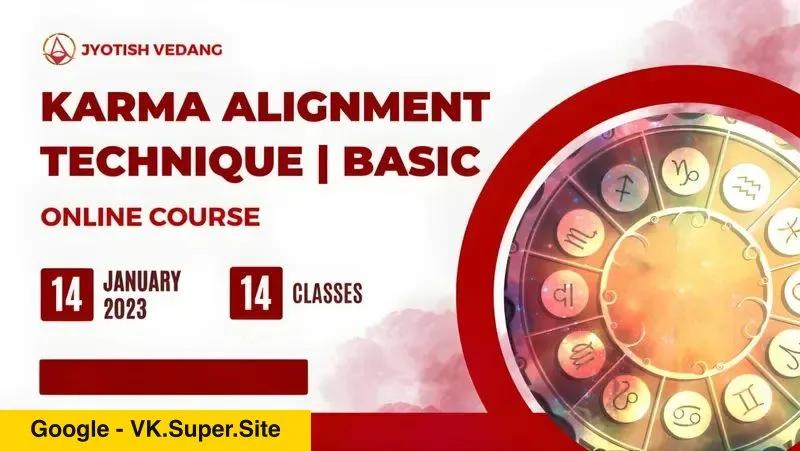 JYOTISH VEDANG
KARMA ALIGNMENT
TECHNIQUE | BASIC
ONLINE COURSE
14 JANUARY
2023
14 CLASSES
Google - VK.Super.Site